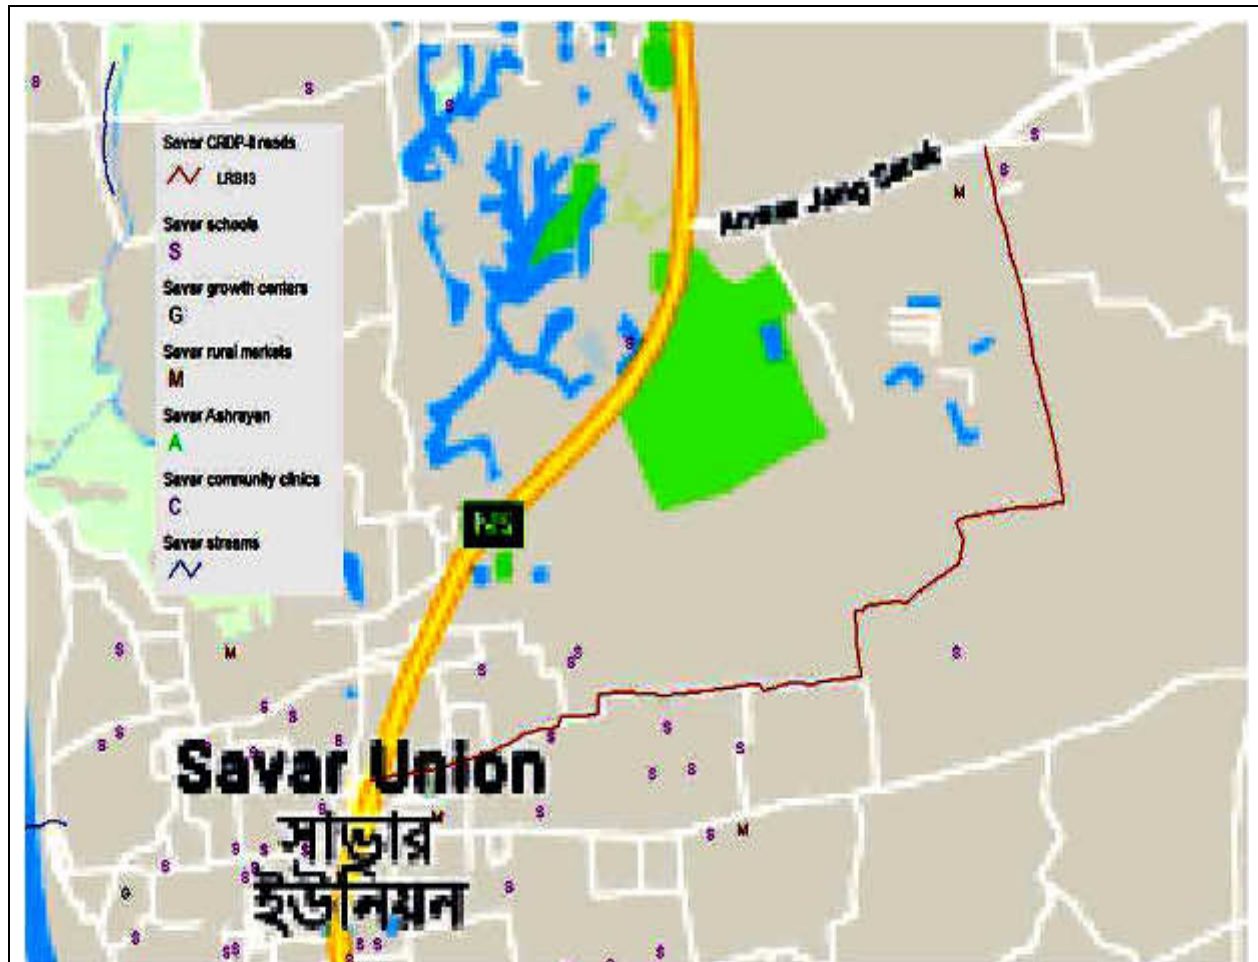 Savar CRDP-II roads
LRS13
Savar schools
S
Savar growth centers
G
Savar rural markets
M
Savar Ashrayan
A
Savar community clinics
C
Savar streams
Jang Sarak
N5
Savar Union
সাভার
ইউনিয়ন